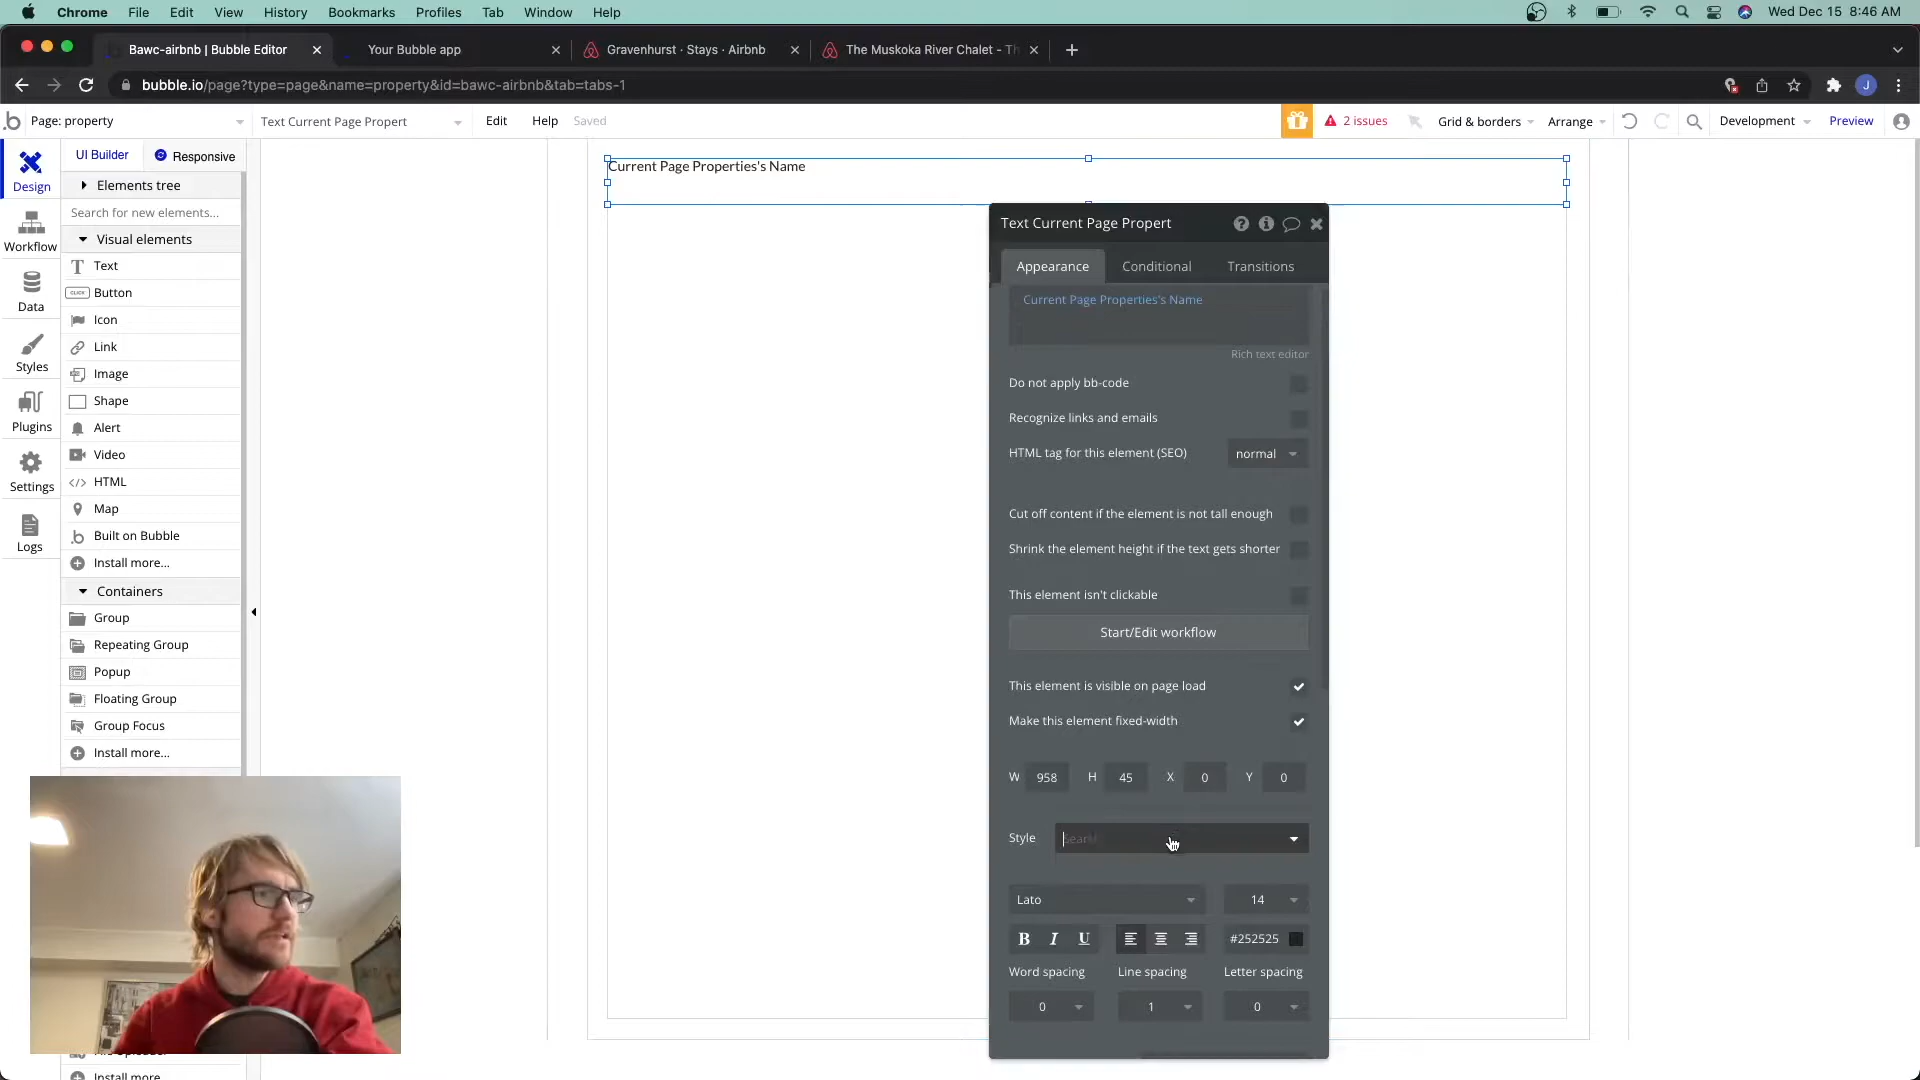 Chrome File Edit View History Bookmarks Profiles Tab Window Help Wed Dec 15 8:46 AM
Bawc-airbnb | Bubble Editor Your Bubble app Gravenhurst · Stays · Airbnb The Muskoka River Chalet - Th
bubble.io/page?type=page&name=property&id=bawc-airbnb&tab=tabs-1
Page: property Text Current Page Propert Edit Help Saved 2 issues Grid & borders Arrange Development Preview
UI Builder Responsive
Design
Elements tree
Search for new elements...
Workflow
Visual elements
Text
Button
Data
Icon
Link
Styles
Image
Shape
Plugins
Alert
Video
Settings
HTML
Map
Logs
Built on Bubble
Install more...
Containers
Group
Repeating Group
Popup
Floating Group
Group Focus
Install more...
Install more
Current Page Properties's Name
Text Current Page Propert
Appearance Conditional Transitions
Current Page Properties's Name
Rich text editor
Do not apply bb-code
Recognize links and emails
HTML tag for this element (SEO) normal
Cut off content if the element is not tall enough
Shrink the element height if the text gets shorter
This element isn't clickable
Start/Edit workflow
This element is visible on page load
Make this element fixed-width
W 958 H 45 X 0 Y 0
Style
Lato 14
B I U #252525
Word spacing Line spacing Letter spacing
0 1 0